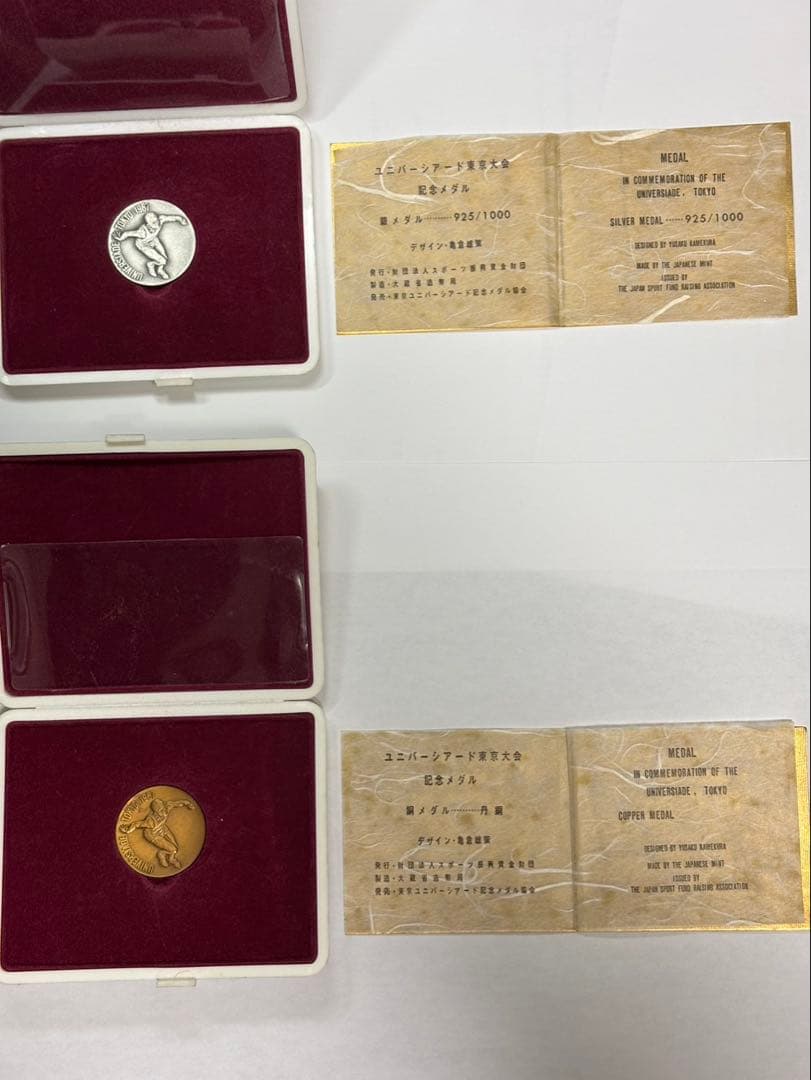 UNIVERSIADE TOKYO 1967
ユニバーシアード東京大会
記念メダル
銀メダル………925/1000
デザイン・亀倉雄策
発行・財団法人スポーツ振興資金財団
製造・大蔵省造幣局
発売・東京ユニバーシアード記念メダル協会
MEDAL
IN COMMEMORATION OF THE
UNIVERSIADE, TOKYO
SILVER MEDAL……925/1000
DESIGNED BY YUSAKU KAMEKURA
MADE BY THE JAPANESE MINT
ISSUED BY
THE JAPAN SPORT FUND RAISING ASSOCIATION
UNIVERSIADE TOKYO 1967
ユニバーシアード東京大会
記念メダル
銅メダル………丹銅
デザイン・亀倉雄策
発行・財団法人スポーツ振興資金財団
製造・大蔵省造幣局
発売・東京ユニバーシアード記念メダル協会
MEDAL
IN COMMEMORATION OF THE
UNIVERSIADE, TOKYO
COPPER MEDAL
DESIGNED BY YUSAKU KAMEKURA
MADE BY THE JAPANESE MINT
ISSUED BY
THE JAPAN SPORT FUND RAISING ASSOCIATION